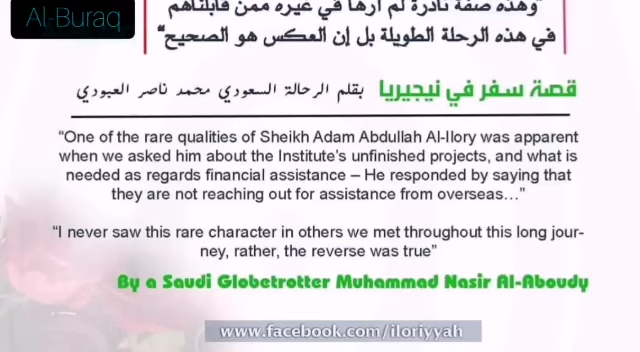 Al-Buraq
"وهذه صفة نادرة لم أرها في غيره ممن قابلناهم
في هذه الرحلة الطويلة بل إن العكس هو الصحيح"
قصة سفر في نيجيريا بقلم الرحالة السعودي محمد ناصر العبودي
"One of the rare qualities of Sheikh Adam Abdullah Al-Ilory was apparent
when we asked him about the Institute's unfinished projects, and what is
needed as regards financial assistance – He responded by saying that
they are not reaching out for assistance from overseas…"
"I never saw this rare character in others we met throughout this long jour-
ney, rather, the reverse was true"
By a Saudi Globetrotter Muhammad Nasir Al-Aboudy
www.facebook.com/iloriyyah